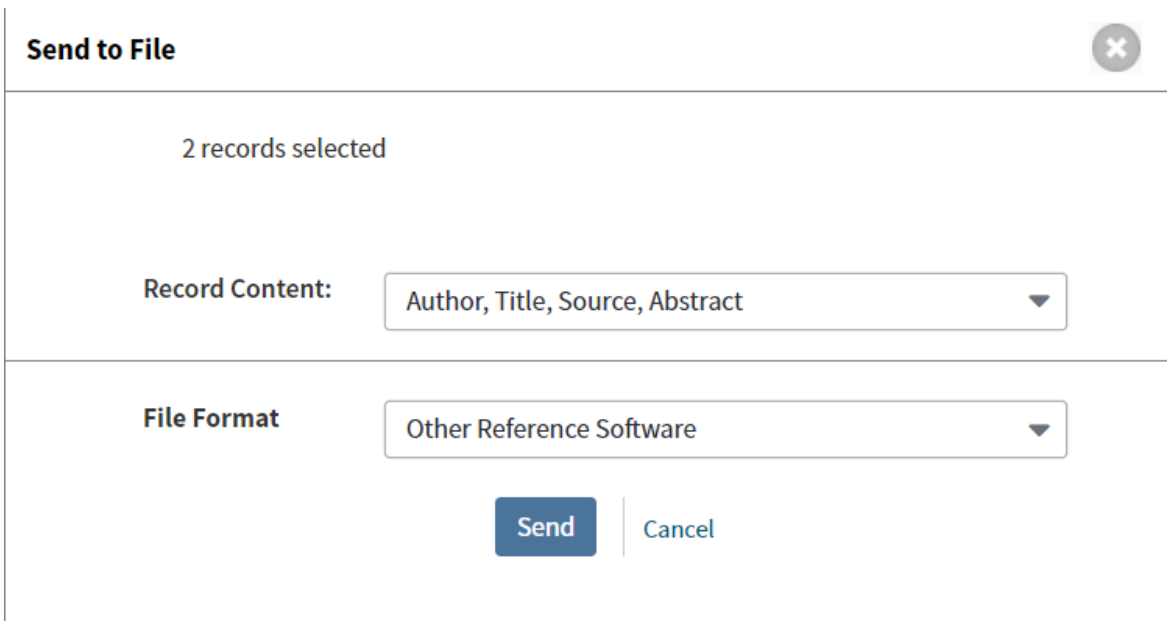 Send to File
2 records selected
Record Content:
Author, Title, Source, Abstract
File Format
Other Reference Software
Send
Cancel